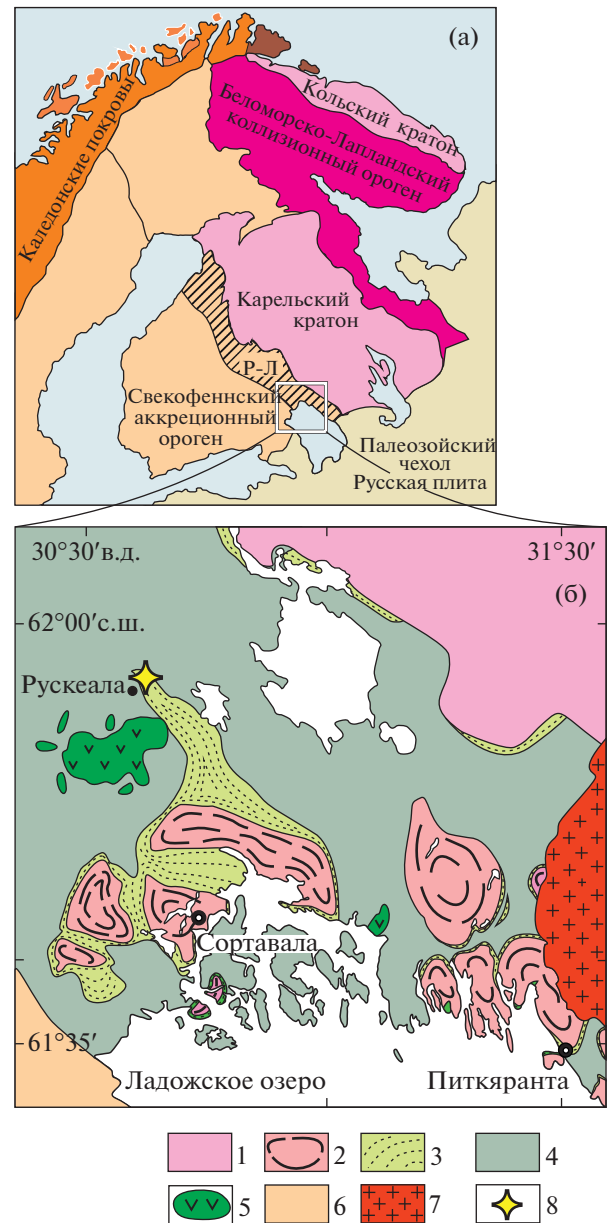 (а)
Кольский кратон
Беломорско-Лапландский
коллизионный ороген
Каледонские покровы
Карельский
кратон
Р-Л
Свекофеннский
аккреционный
ороген
Палеозойский
чехол
Русская плита
30°30′в.д.
31°30′
(б)
62°00′с.ш.
Рускеала
Сортавала
61°35′
Ладожское озеро
Питкяранта
1
2
3
4
5
6
7
8